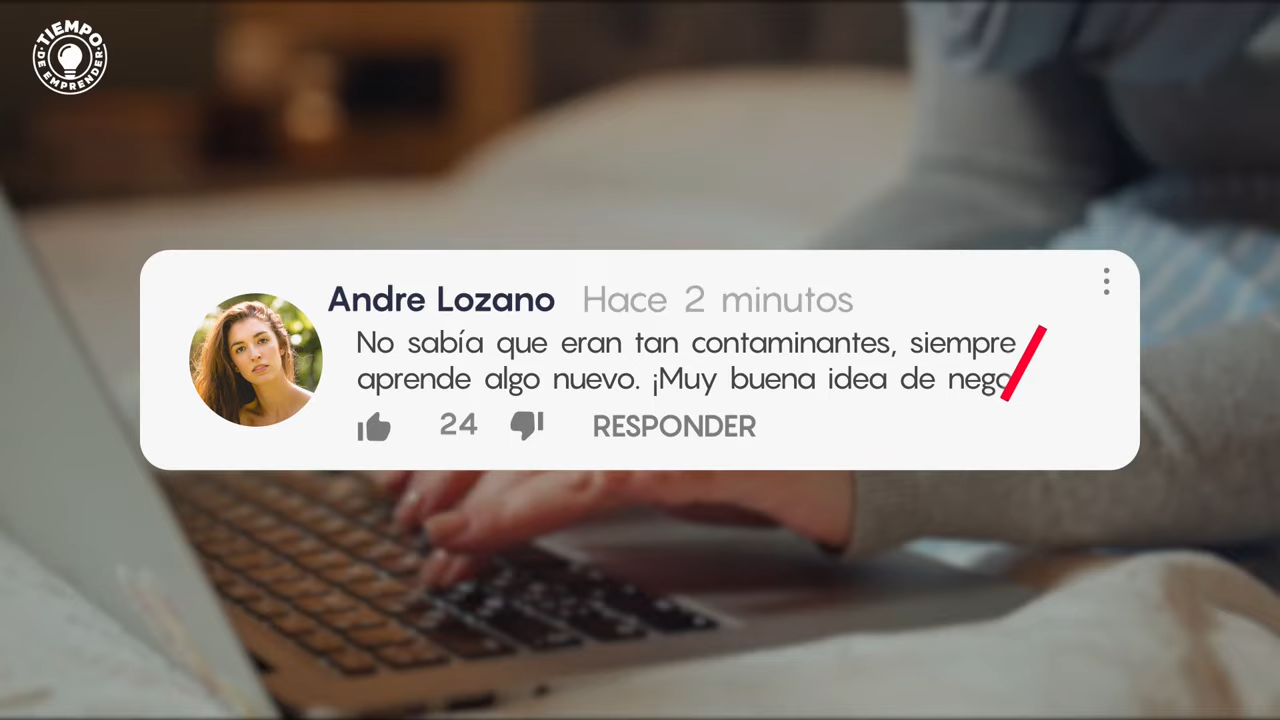 TIEMPO
DE EMPRENDER
Andre Lozano Hace 2 minutos
No sabía que eran tan contaminantes, siempre
aprende algo nuevo. ¡Muy buena idea de nego
24 RESPONDER